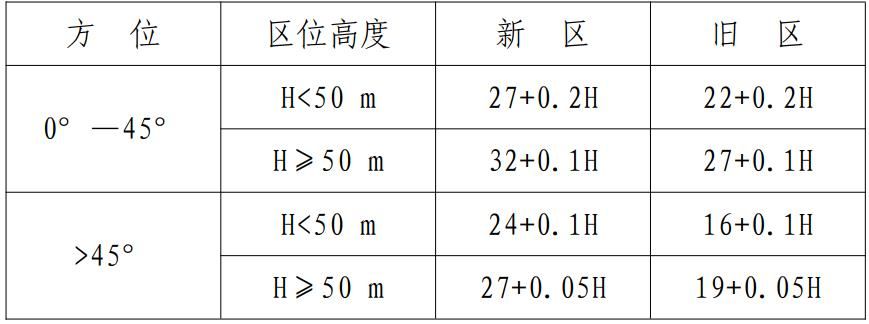 方 位 区位高度 新 区 旧 区
0° —45° H<50 m 27+0.2H 22+0.2H
H≥50 m 32+0.1H 27+0.1H
>45° H<50 m 24+0.1H 16+0.1H
H≥50 m 27+0.05H 19+0.05H